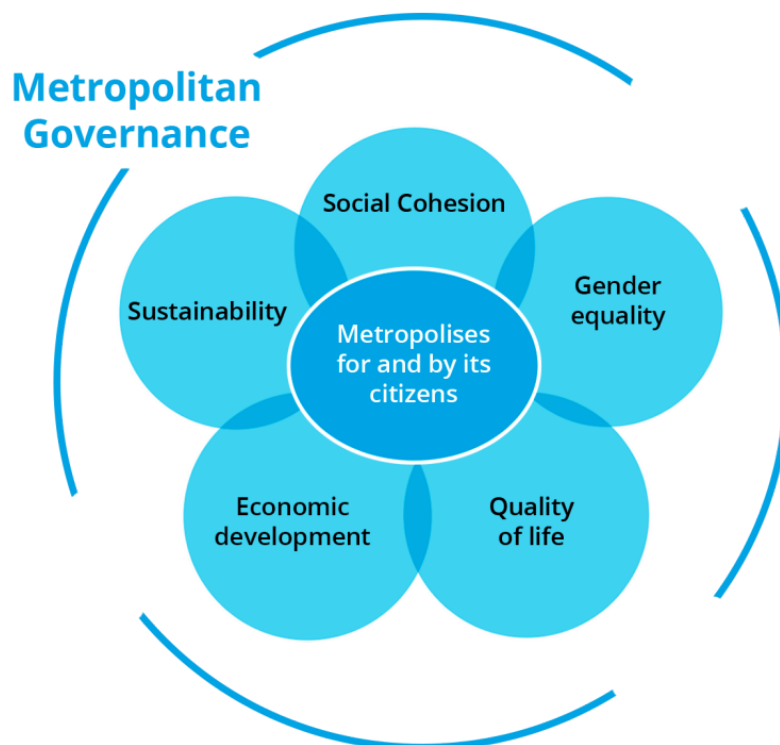 Metropolitan
Governance
Social Cohesion
Gender
equality
Sustainability
Metropolises
for and by its
citizens
Economic
development
Quality
of life